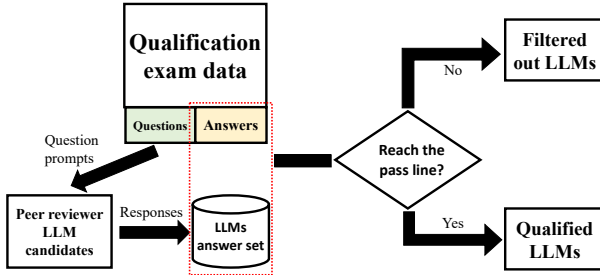 Qualification
exam data
Questions
Answers
Question
prompts
Peer reviewer
LLM
candidates
Responses
LLMs
answer set
Reach the
pass line?
No
Filtered
out LLMs
Yes
Qualified
LLMs